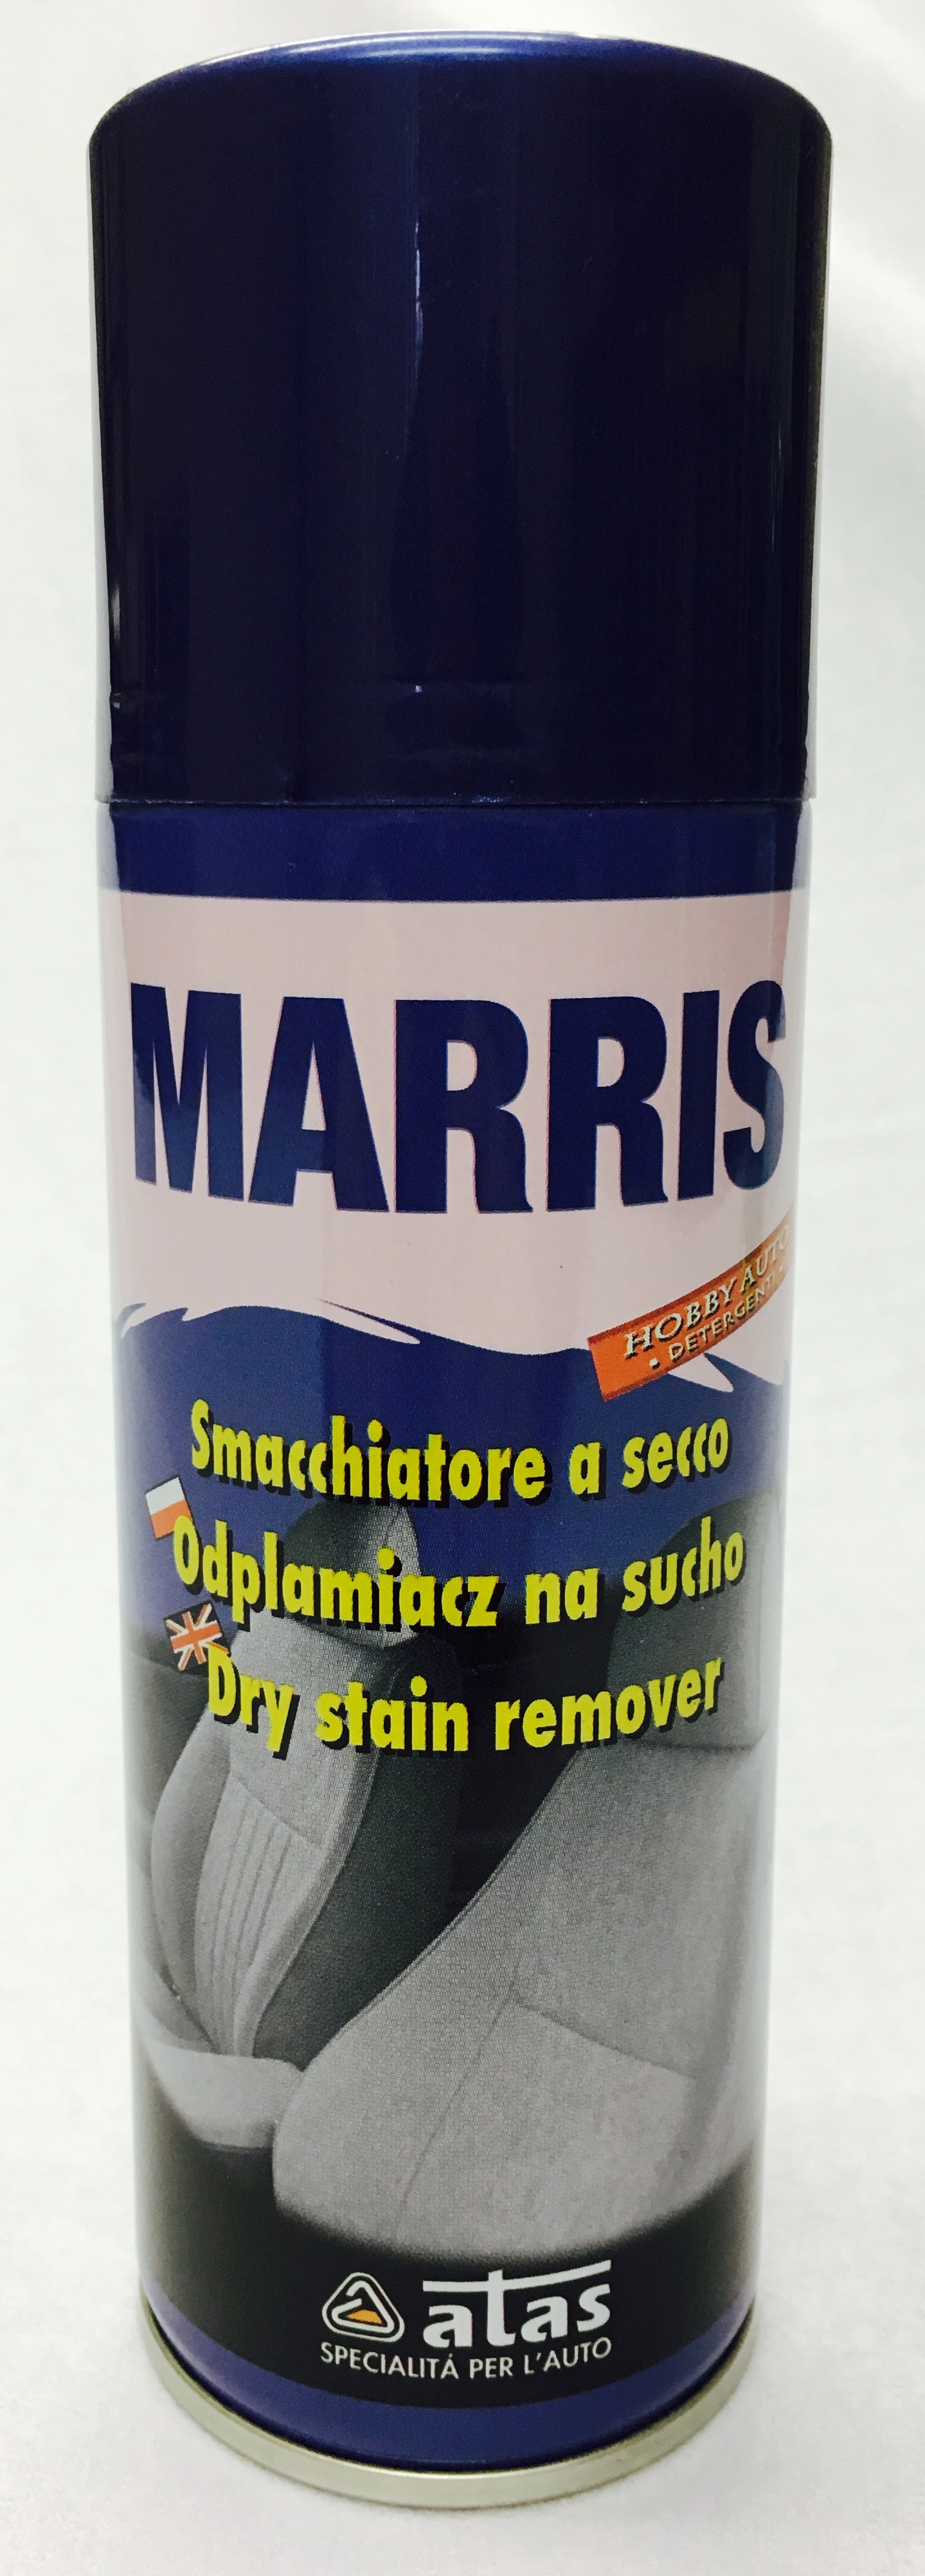 MARRIS
HOBBY AUTO
• DETERGENTI •
Smacchiatore a secco
Odplamiacz na sucho
Dry stain remover
atas
SPECIALITÁ PER L'AUTO